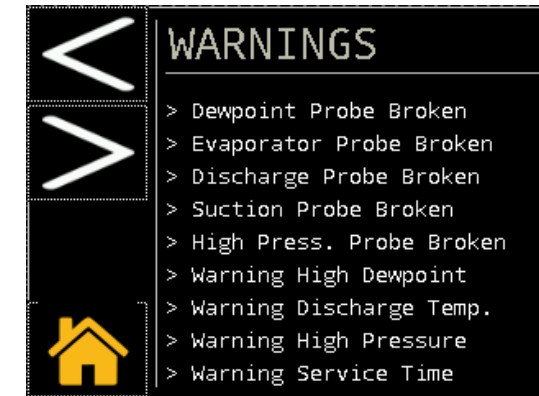 WARNINGS
> Dewpoint Probe Broken
> Evaporator Probe Broken
> Discharge Probe Broken
> Suction Probe Broken
> High Press. Probe Broken
> Warning High Dewpoint
> Warning Discharge Temp.
> Warning High Pressure
> Warning Service Time